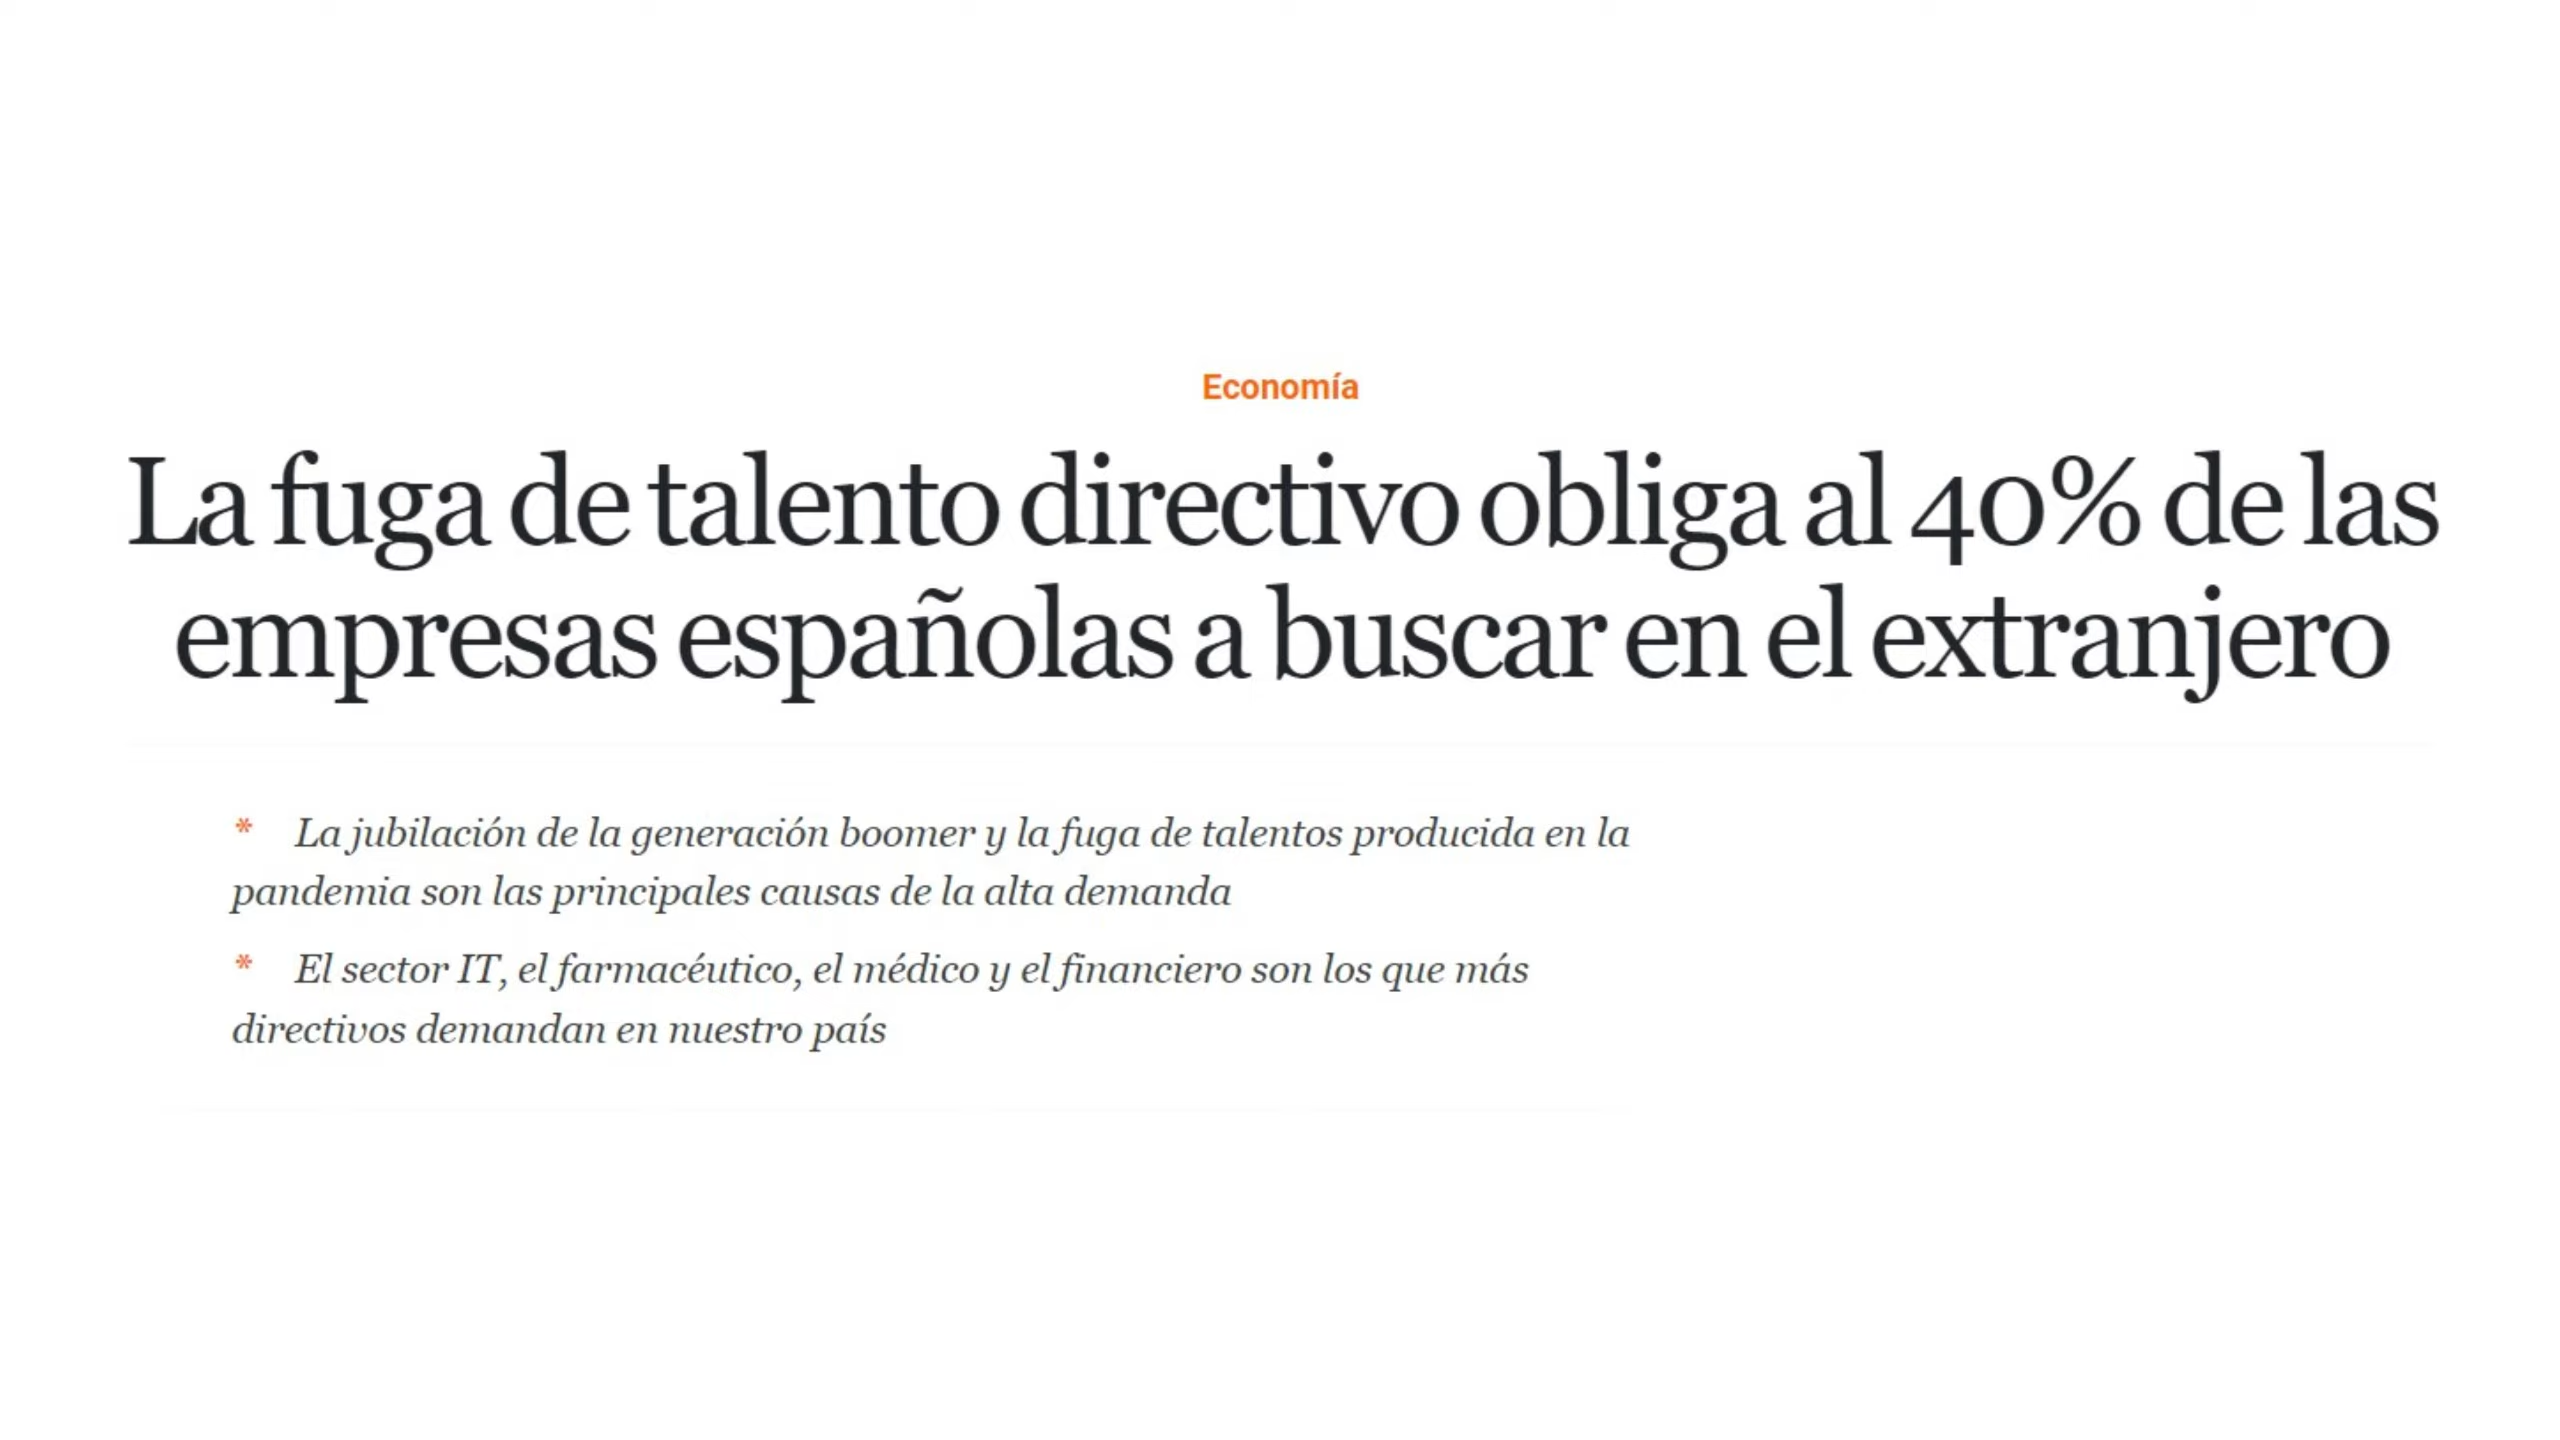 Economía
La fuga de talento directivo obliga al 40% de las
empresas españolas a buscar en el extranjero
* La jubilación de la generación boomer y la fuga de talentos producida en la
pandemia son las principales causas de la alta demanda
* El sector IT, el farmacéutico, el médico y el financiero son los que más
directivos demandan en nuestro país